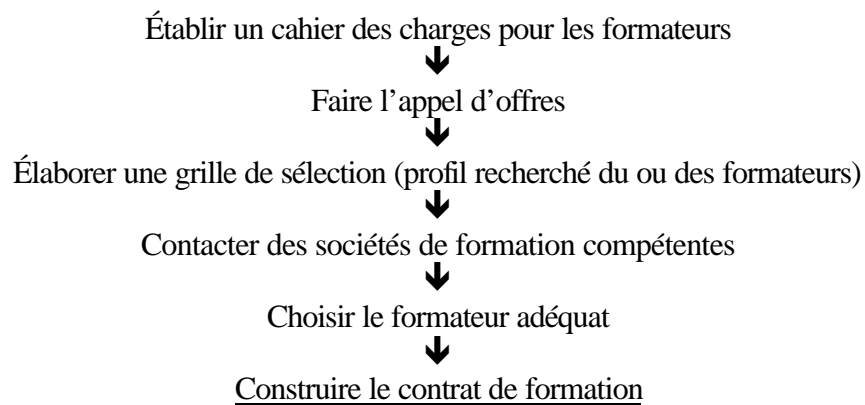 Établir un cahier des charges pour les formateurs
Faire l’appel d’offres
Élaborer une grille de sélection (profil recherché du ou des formateurs)
Contacter des sociétés de formation compétentes
Choisir le formateur adéquat
Construire le contrat de formation